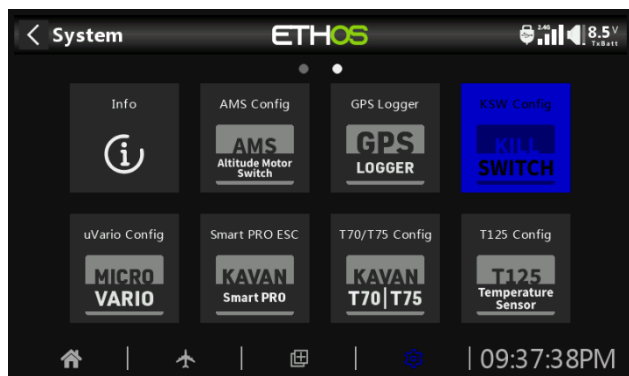 System
ETHOS
2.4G
8.5V
TxBatt
Info
AMS Config
GPS Logger
KSW Config
i
AMS
Altitude Motor
Switch
GPS
LOGGER
KILL
SWITCH
uVario Config
Smart PRO ESC
T70/T75 Config
T125 Config
MICRO
VARIO
KAVAN
Smart PRO
KAVAN
T70|T75
T125
Temperature
Sensor
09:37:38PM